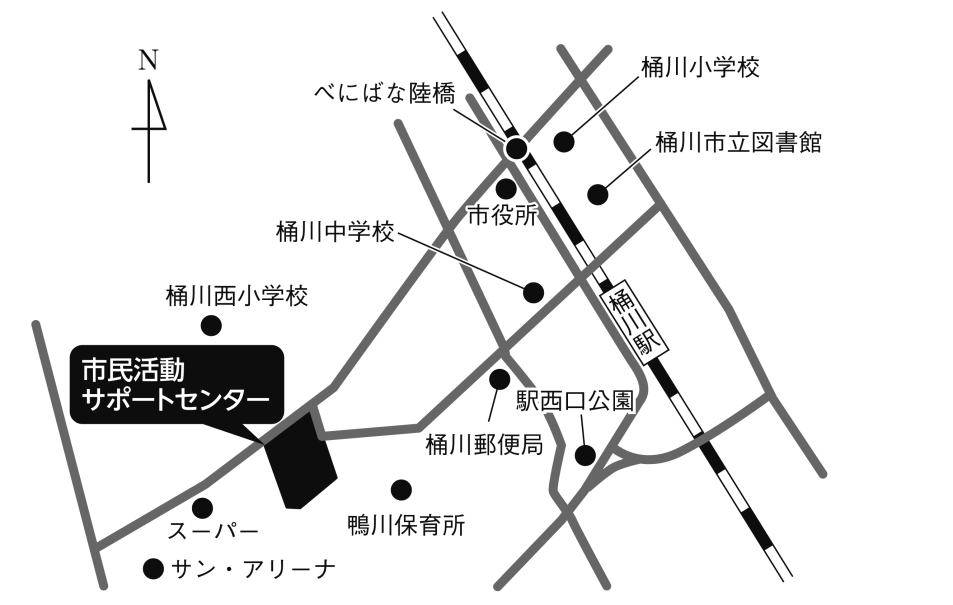 N
桶川小学校
べにばな陸橋
桶川市立図書館
市役所
桶川中学校
桶川西小学校
桶川駅
市民活動
サポートセンター
駅西口公園
桶川郵便局
スーパー
鴨川保育所
サン・アリーナ